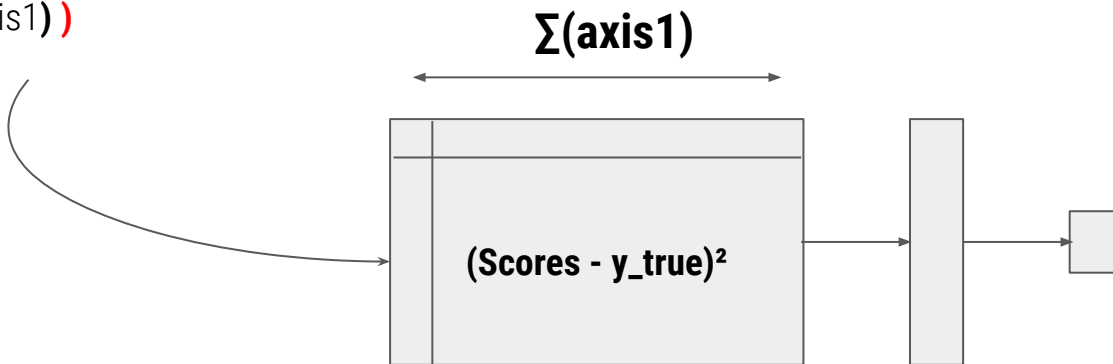 is1) )
∑(axis1)
(Scores - y_true)²